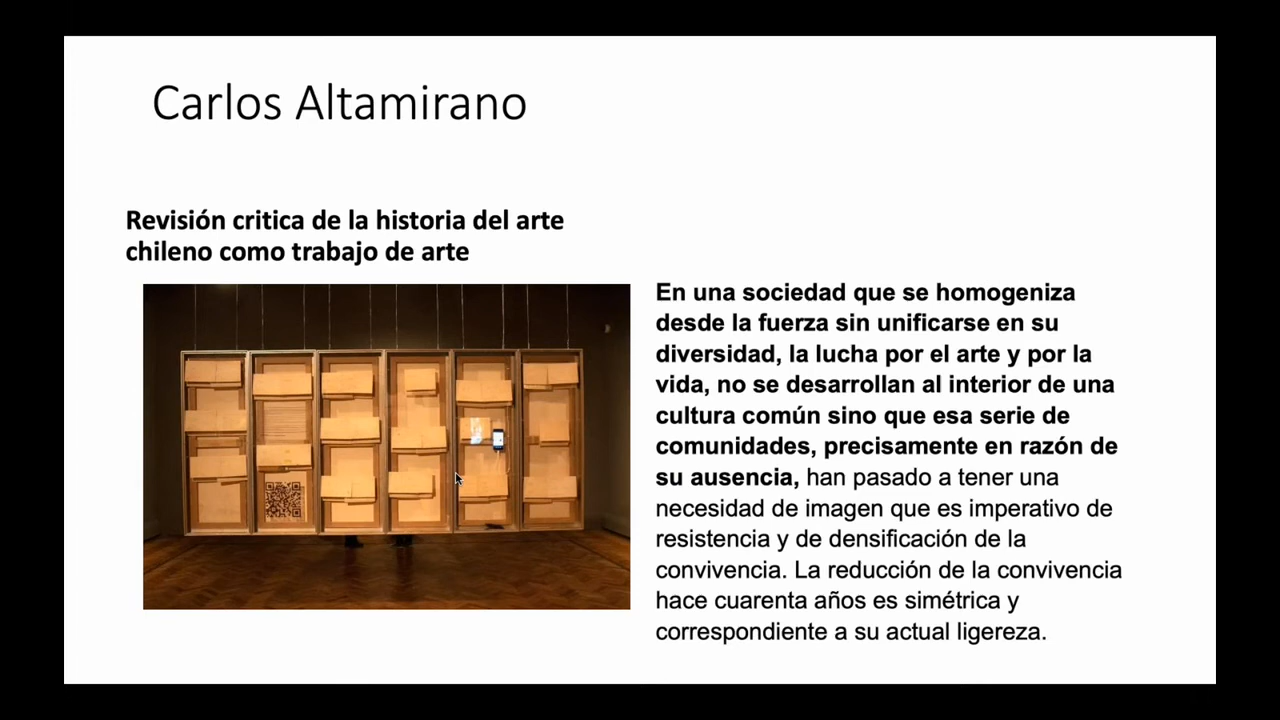 Carlos Altamirano
Revisión critica de la historia del arte
chileno como trabajo de arte
En una sociedad que se homogeniza
desde la fuerza sin unificarse en su
diversidad, la lucha por el arte y por la
vida, no se desarrollan al interior de una
cultura común sino que esa serie de
comunidades, precisamente en razón de
su ausencia, han pasado a tener una
necesidad de imagen que es imperativo de
resistencia y de densificación de la
convivencia. La reducción de la convivencia
hace cuarenta años es simétrica y
correspondiente a su actual ligereza.